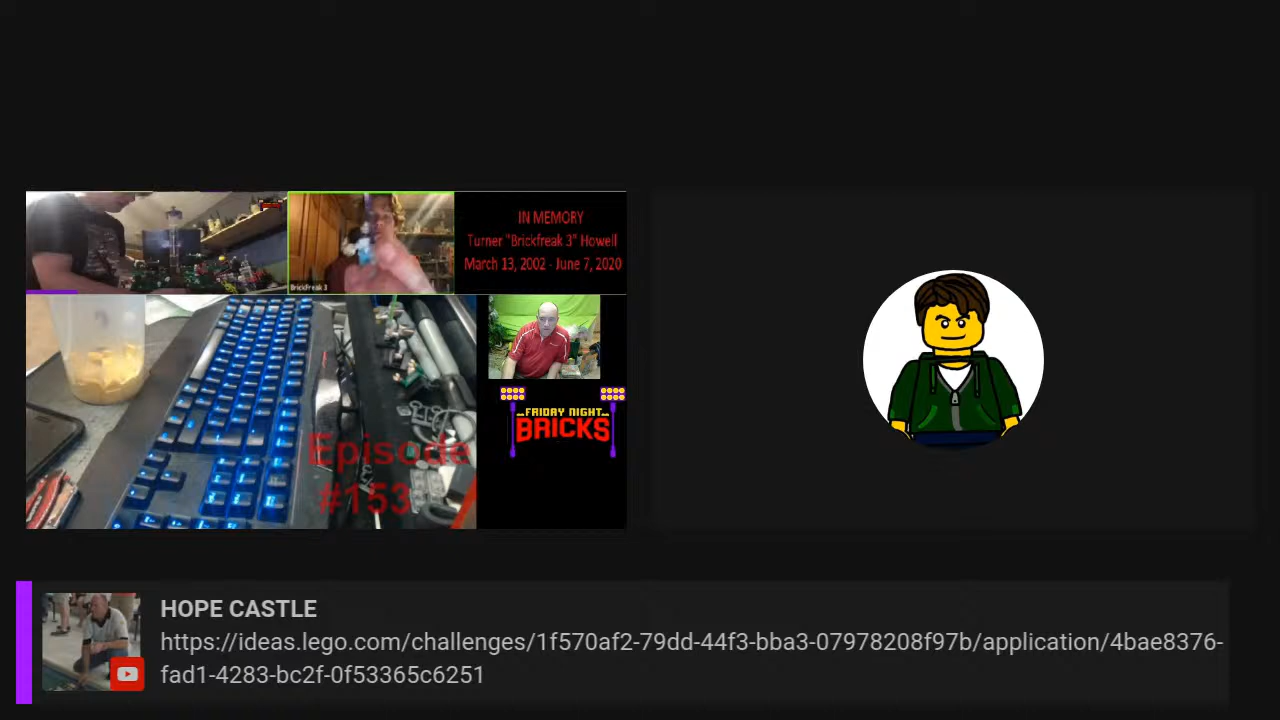 IN MEMORY
Turner "Brickfreak 3" Howell
March 13, 2002 - June 7, 2020
BrickFreak 3
FRIDAY NIGHT
BRICKS
Episode
#153
HOPE CASTLE
https://ideas.lego.com/challenges/1f570af2-79dd-44f3-bba3-07978208f97b/application/4bae8376-
fad1-4283-bc2f-0f53365c6251